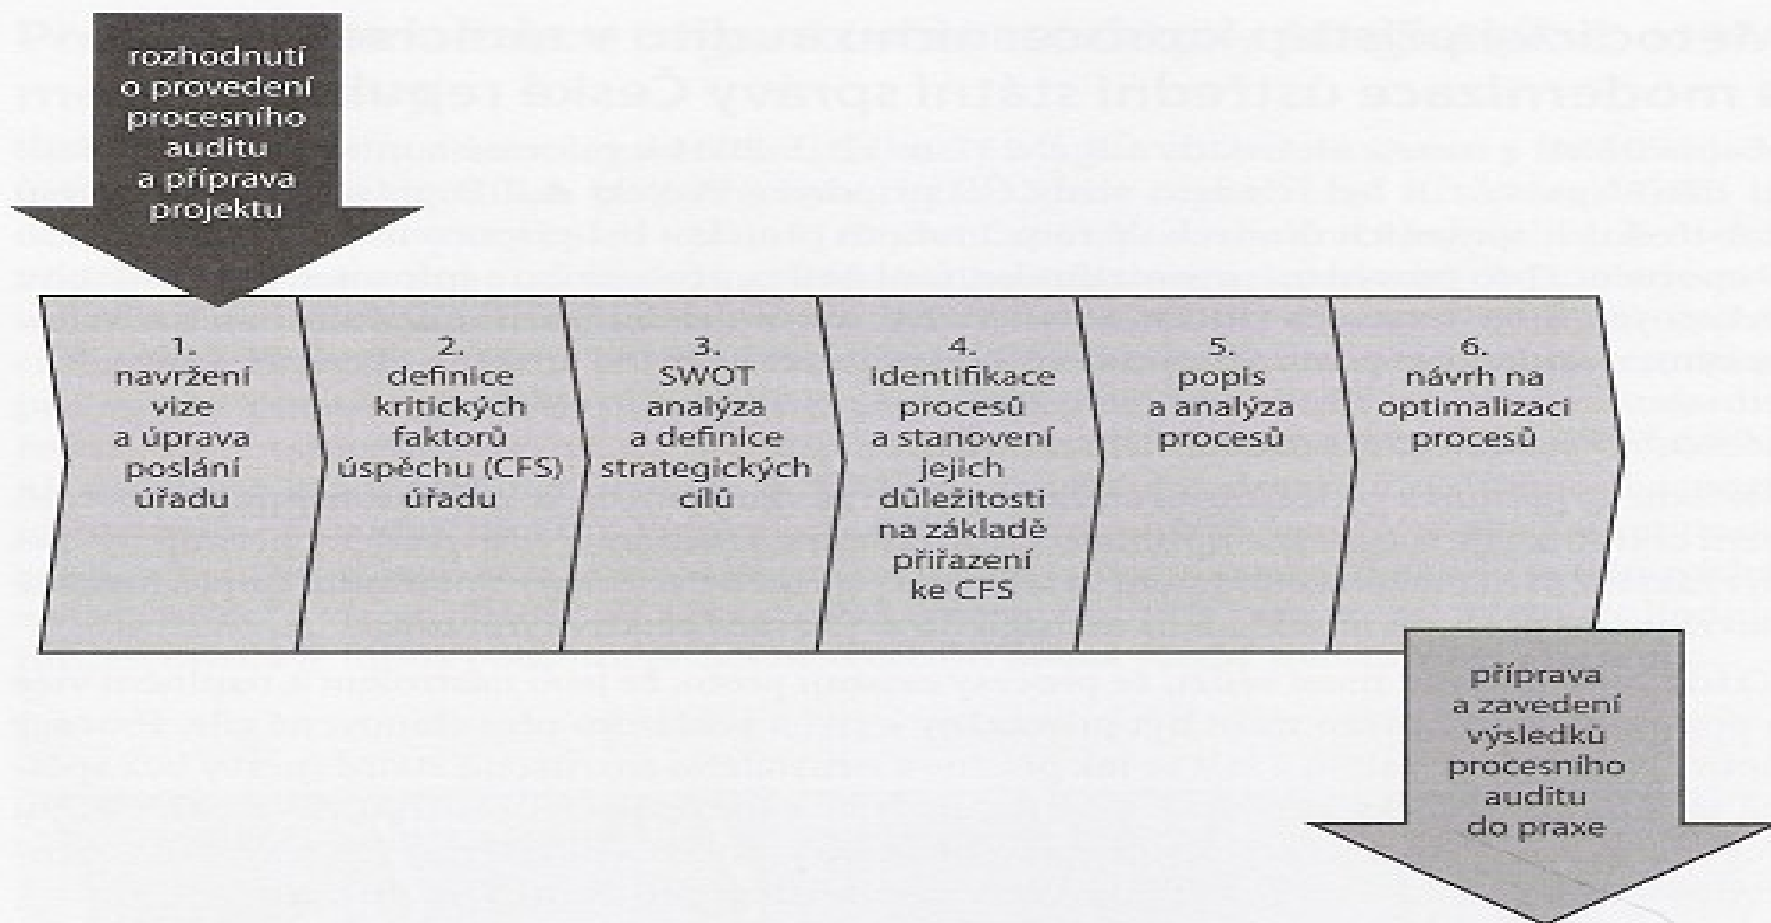 rozhodnutí
o provedení
procesního
auditu
a příprava
projektu
1.
navržení
vize
a úprava
poslání
úřadu
2.
definice
kritických
faktorů
úspěchu (CFS)
úřadu
3.
SWOT
analýza
a definice
strategických
cílů
4.
identifikace
procesů
a stanovení
jejich
důležitosti
na základě
přiřazení
ke CFS
5.
popis
a analýza
procesů
6.
návrh na
optimalizaci
procesů
příprava
a zavedení
výsledků
procesního
auditu
do praxe